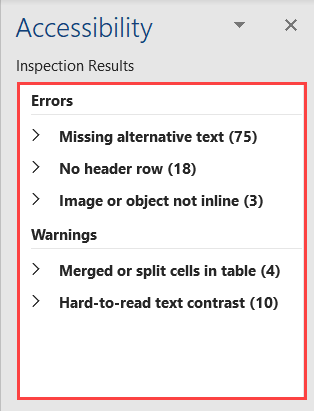 Accessibility
Inspection Results
Errors
Missing alternative text (75)
No header row (18)
Image or object not inline (3)
Warnings
Merged or split cells in table (4)
Hard-to-read text contrast (10)